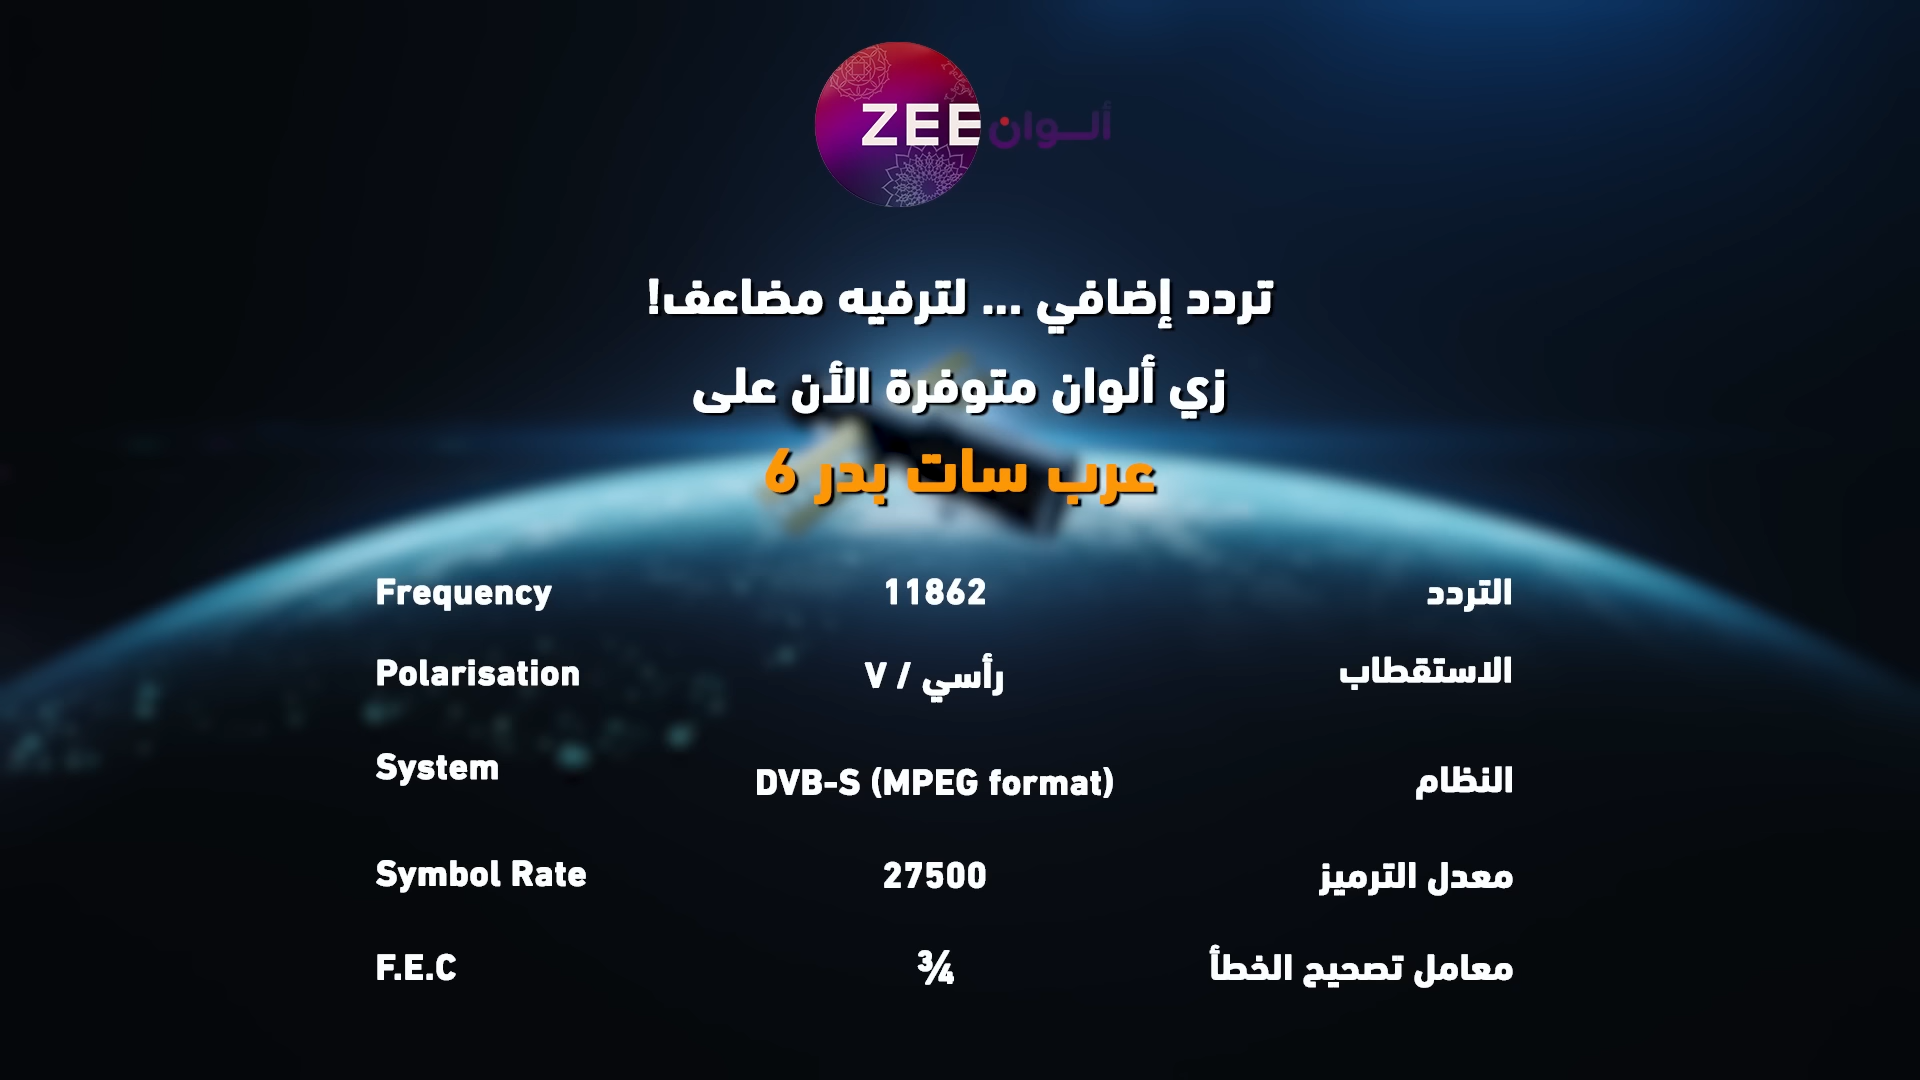 ZEE ألوان
تردد إضافي ... لترفيه مضاعف!
زي ألوان متوفرة الأن على
عرب سات بدر 6
Frequency 11862 التردد
Polarisation رأسي / V الاستقطاب
System DVB-S (MPEG format) النظام
Symbol Rate 27500 معدل الترميز
F.E.C ¾ معامل تصحيح الخطأ